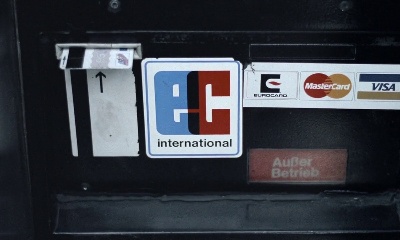 ec
international
E
EUROCARD
MasterCard
VISA
Außer
Betrieb